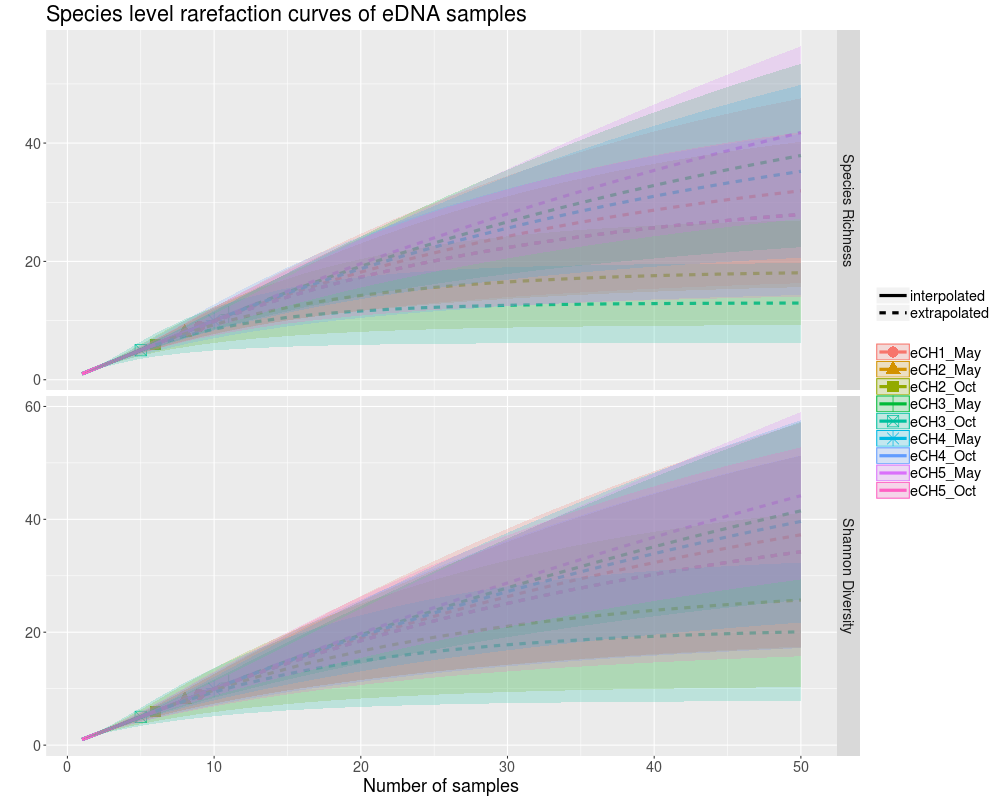 Species level rarefaction curves of eDNA samples
40
20
0
Species Richness
60
40
20
0
Shannon Diversity
0 10 20 30 40 50
Number of samples
interpolated
extrapolated
eCH1_May
eCH2_May
eCH2_Oct
eCH3_May
eCH3_Oct
eCH4_May
eCH4_Oct
eCH5_May
eCH5_Oct